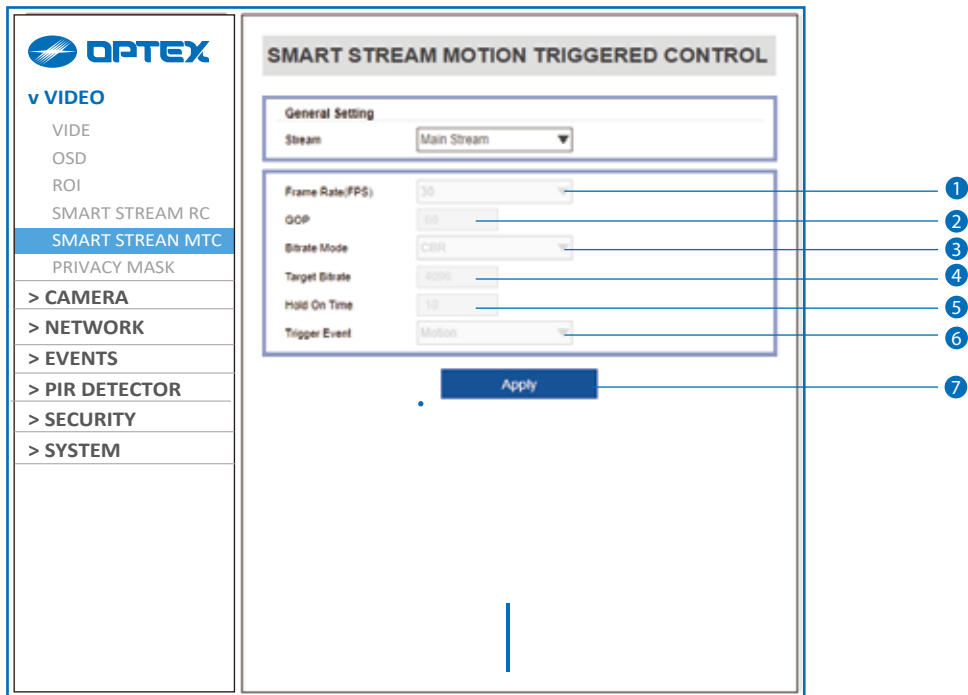 OPTEX
v VIDEO
VIDE
OSD
ROI
SMART STREAM RC
SMART STREAN MTC
PRIVACY MASK
> CAMERA
> NETWORK
> EVENTS
> PIR DETECTOR
> SECURITY
> SYSTEM
SMART STREAM MOTION TRIGGERED CONTROL
General Setting
Stream Main Stream
Frame Rate(FPS) 30 1
GOP 60 2
Bitrate Mode CBR 3
Target Bitrate 4096 4
Hold On Time 10 5
Trigger Event Motion 6
Apply 7